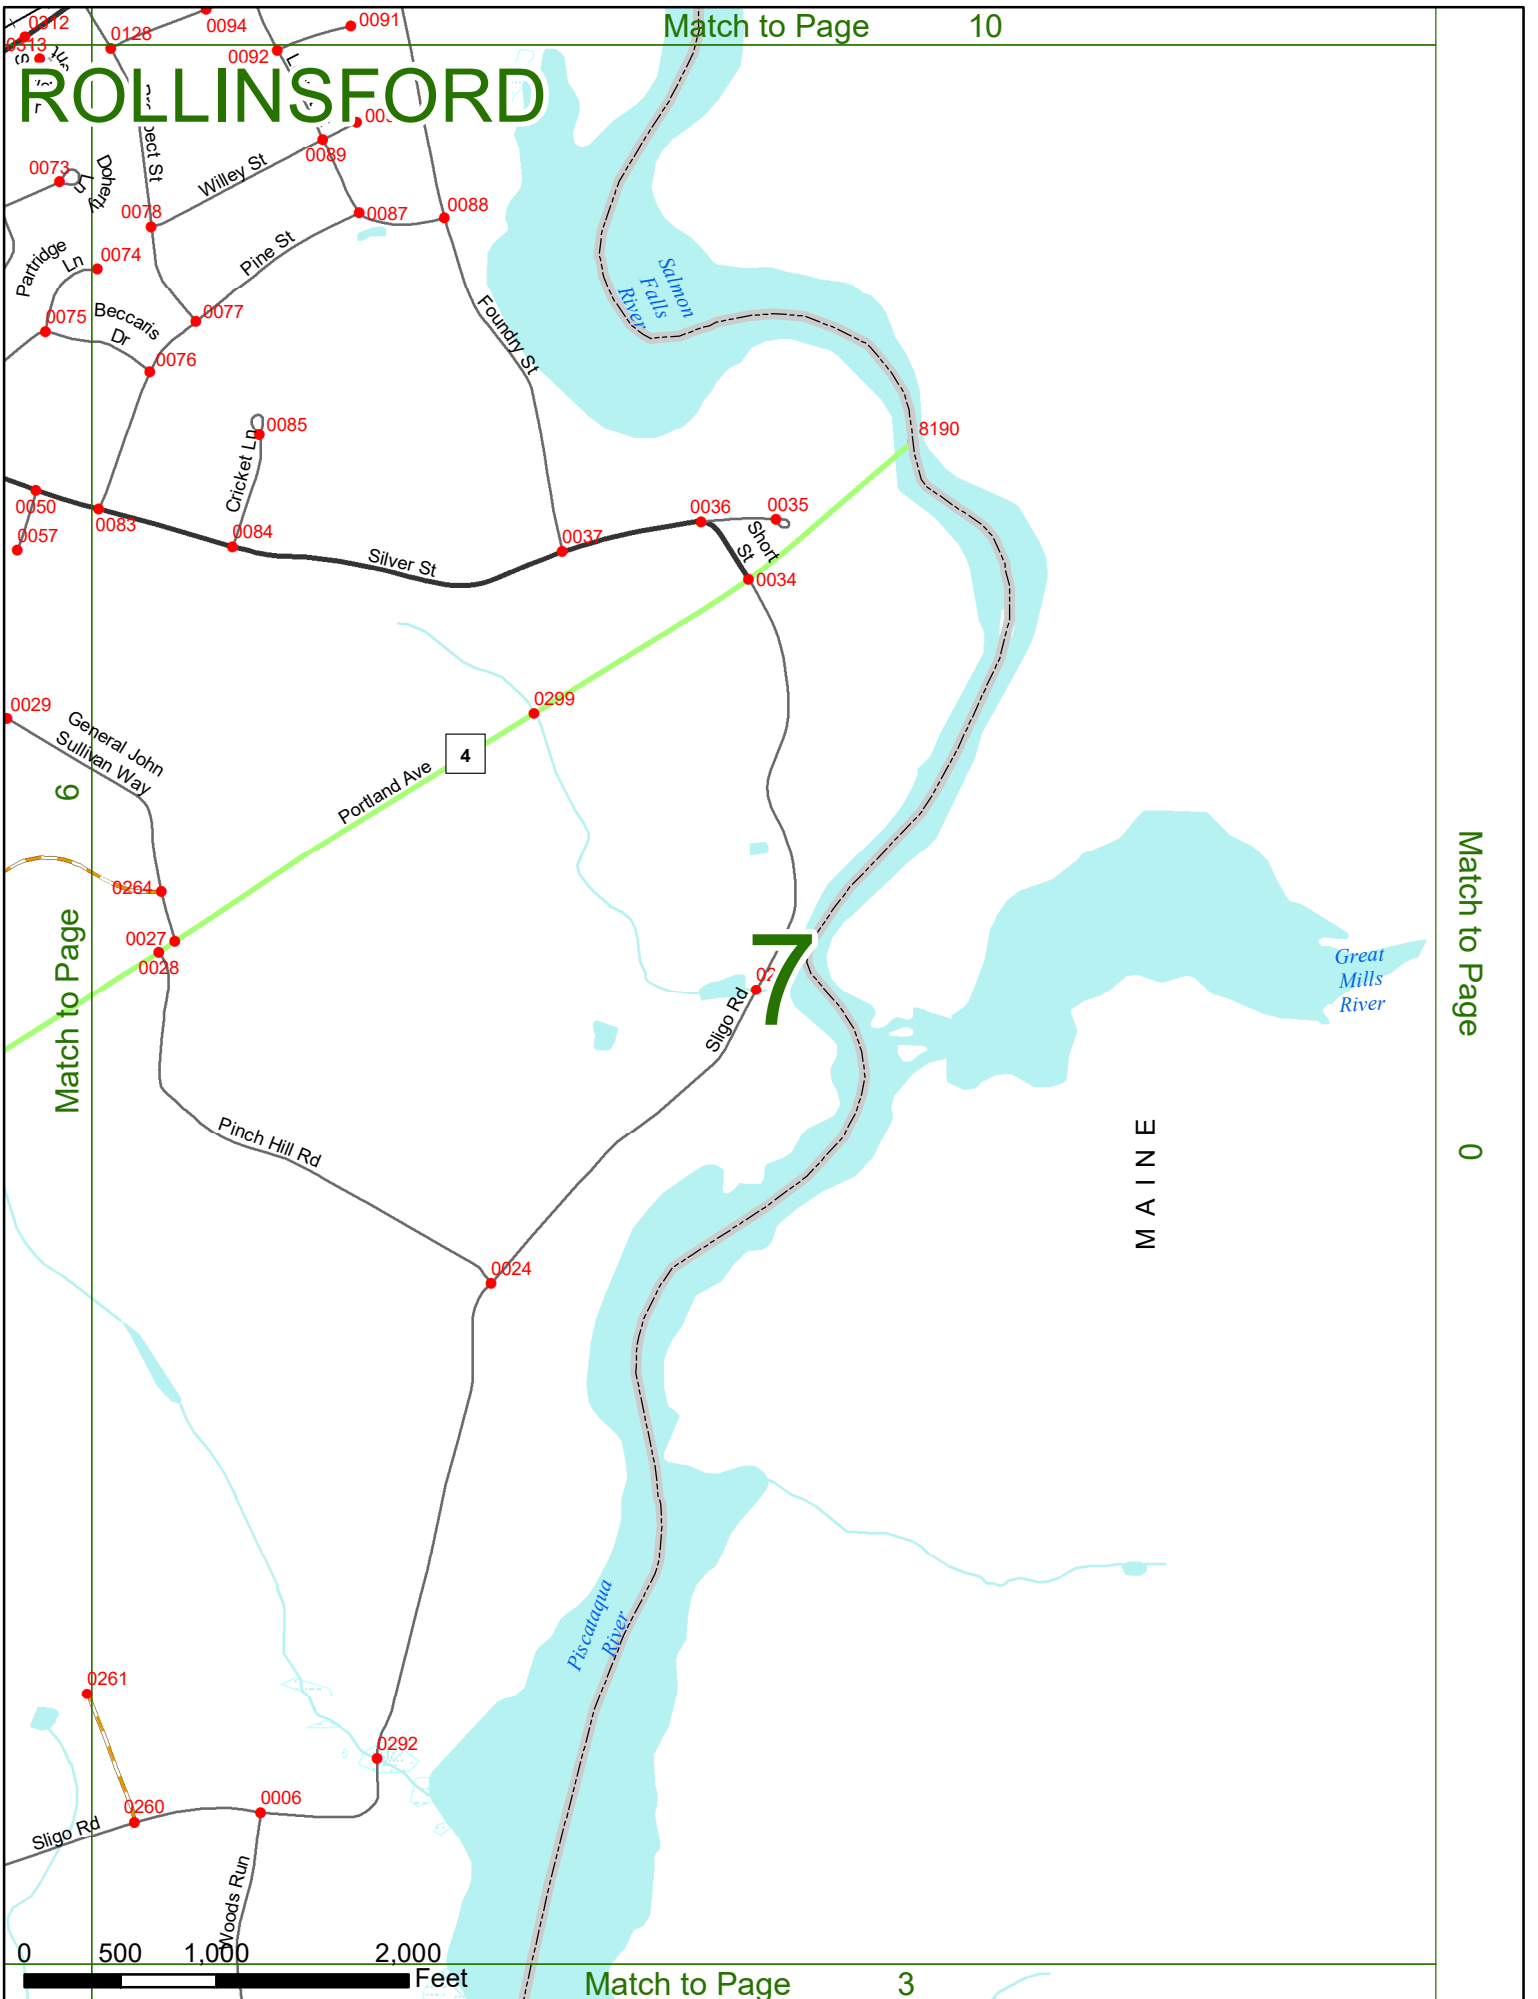 Match to Page 10
0312
0313
0128
0094
0092
0091
ROLLINSFORD
0073
Doherty
Ln
Willey St
0089
0078
0087
0088
Partridge
Ln
0074
Pine St
Salmon
Falls
River
0075
Beccaris
Dr
0077
0076
Foundry St
0085
Cricket Ln
8190
0050
0083
0057
0084
Silver St
0037
0036
0035
Short
St
0034
0029
General John
Sullivan Way
0299
4
Portland Ave
Match to Page 6
0264
0027
0028
7
Sligo Rd
Great
Mills
River
Match to Page 0
MAINE
Pinch Hill Rd
0024
Piscataqua
River
0261
0292
0260
0006
Sligo Rd
Woods Run
0 500 1,000 2,000
Feet
Match to Page 3